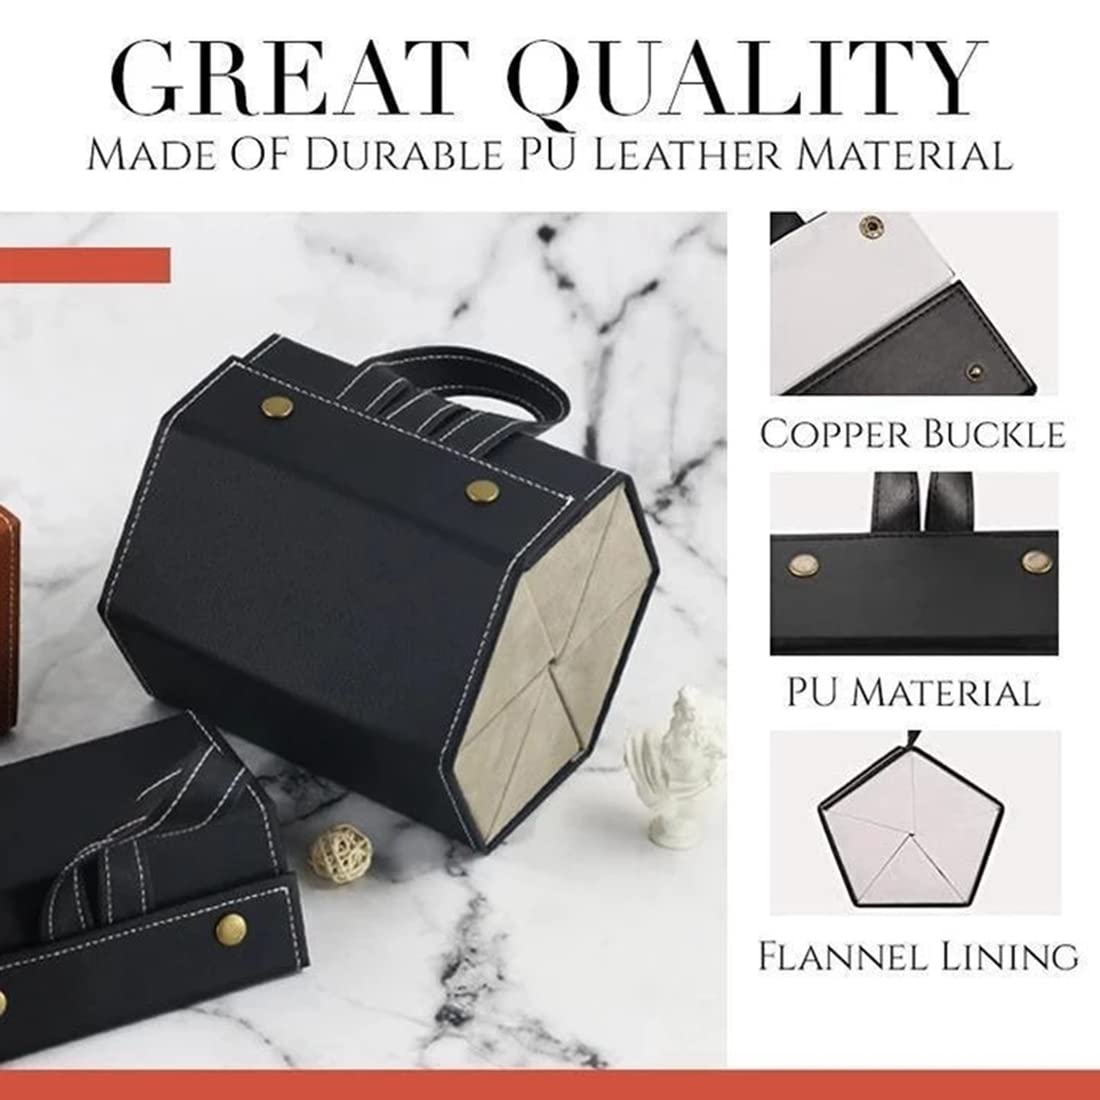 GREAT QUALITY
MADE OF DURABLE PU LEATHER MATERIAL
COPPER BUCKLE
PU MATERIAL
FLANNEL LINING